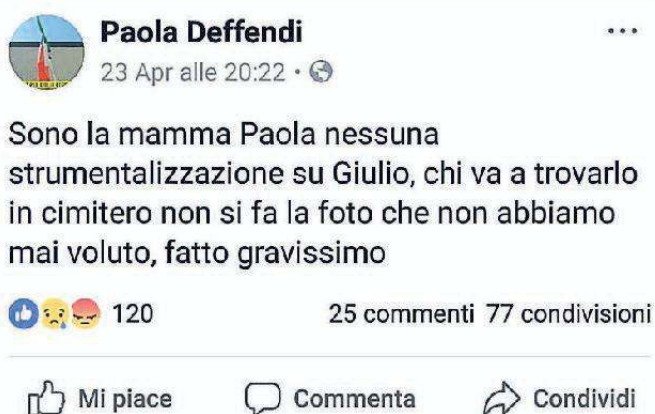 Paola Deffendi
23 Apr alle 20:22 ·
Sono la mamma Paola nessuna
strumentalizzazione su Giulio, chi va a trovarlo
in cimitero non si fa la foto che non abbiamo
mai voluto, fatto gravissimo
120 25 commenti 77 condivisioni
Mi piace Commenta Condividi